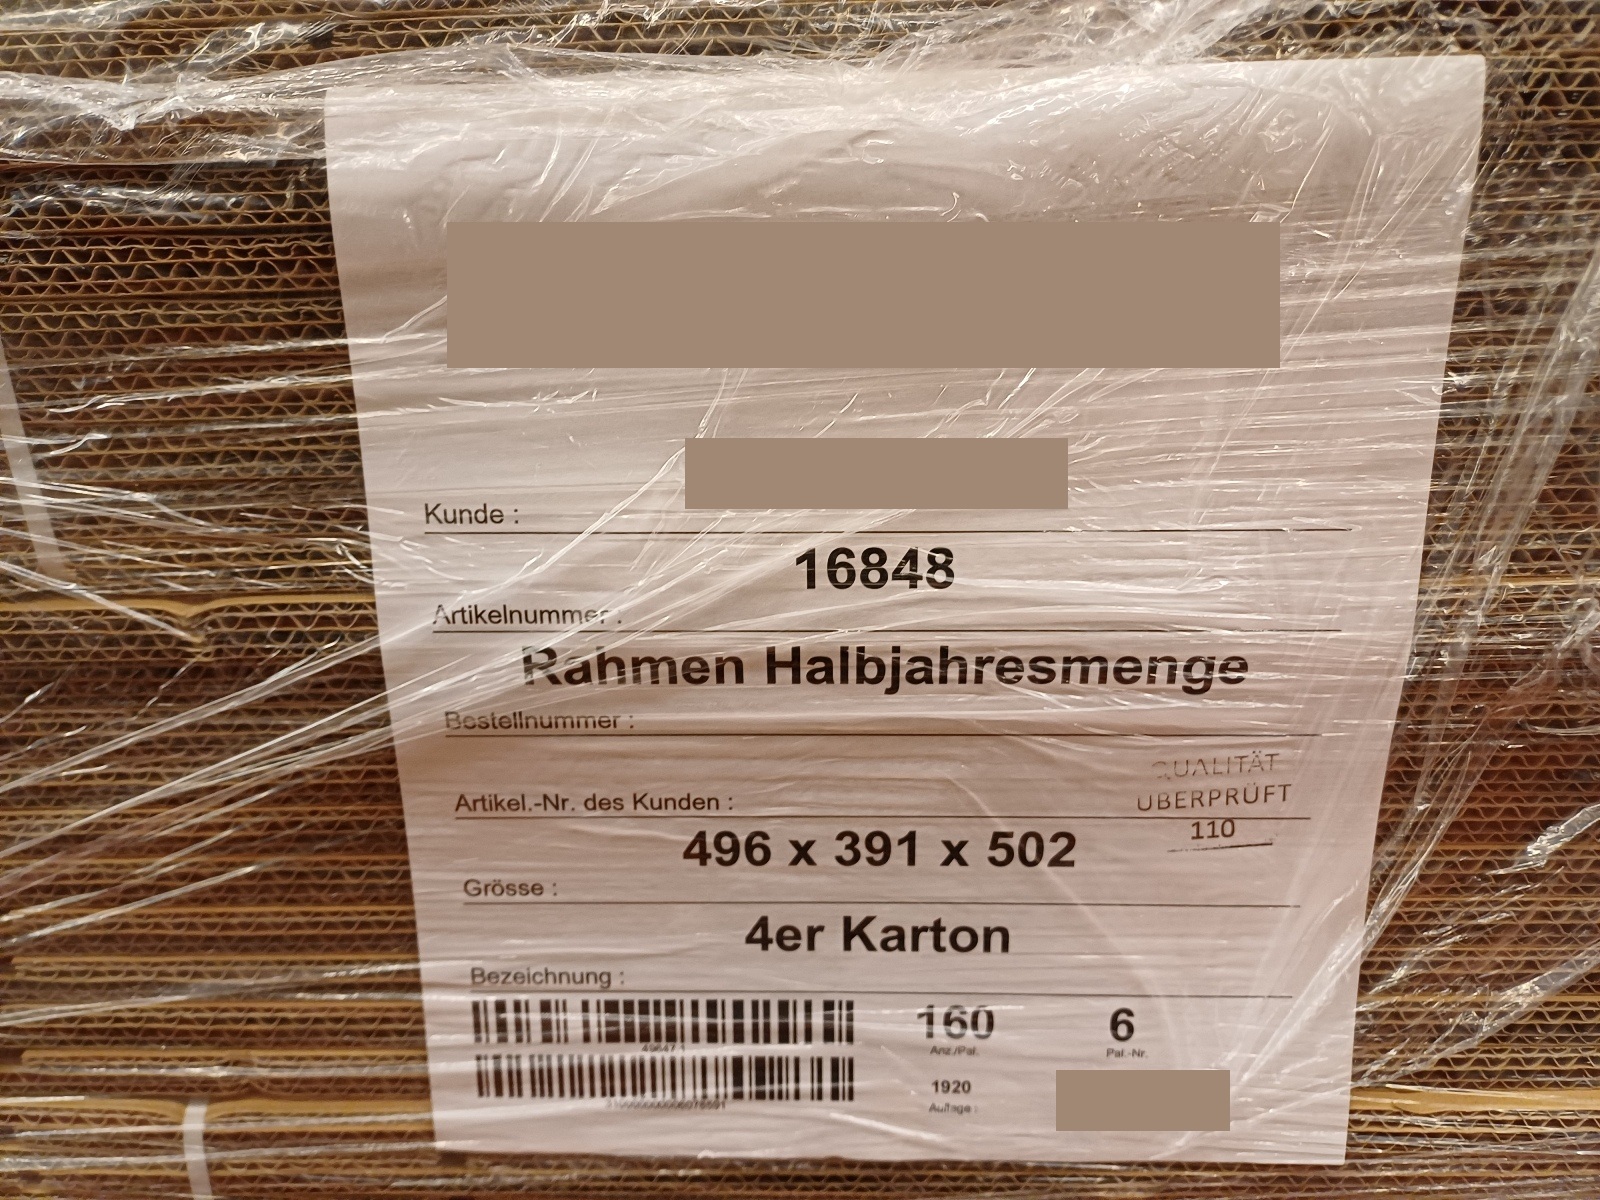 Kunde :
16848
Artikelnummer :
Rahmen Halbjahresmenge
Bestellnummer :
QUALITÄT
ÜBERPRÜFT
110
Artikel.-Nr. des Kunden :
496 x 391 x 502
Grösse :
4er Karton
Bezeichnung :
160
Anz./Pal.
6
Pal.-Nr.
1920
Auflage :